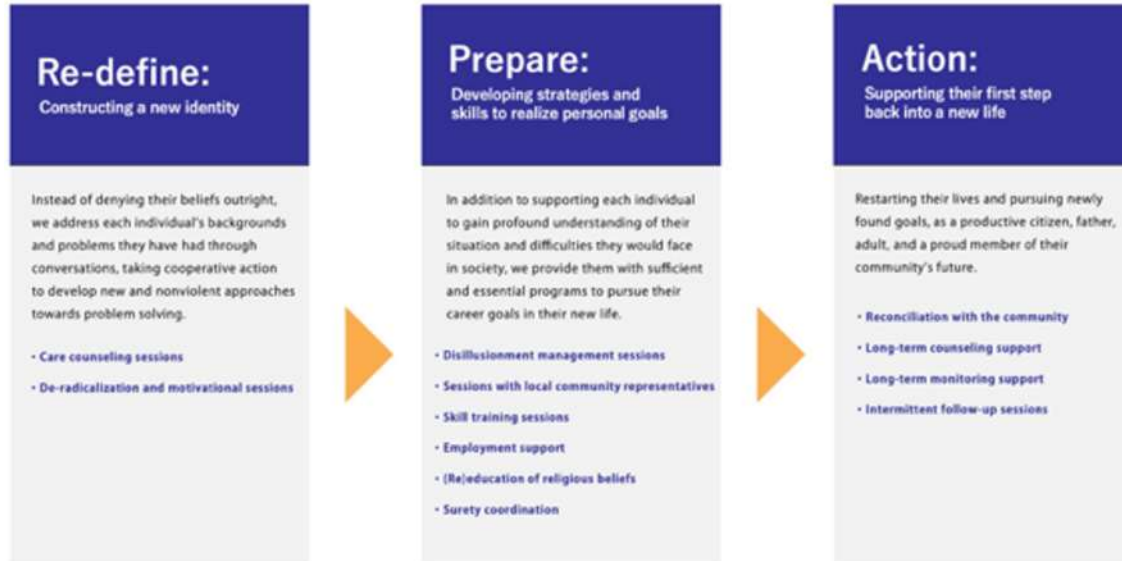 Re-define:
Constructing a new identity
Instead of denying their beliefs outright,
we address each individual's backgrounds
and problems they have had through
conversations, taking cooperative action
to develop new and nonviolent approaches
towards problem solving.
・Care counseling sessions
・De-radicalization and motivational sessions
Prepare:
Developing strategies and
skills to realize personal goals
In addition to supporting each individual
to gain profound understanding of their
situation and difficulties they would face
in society, we provide them with sufficient
and essential programs to pursue their
career goals in their new life.
・Disillusionment management sessions
・Sessions with local community representatives
・Skill training sessions
・Employment support
・(Re)education of religious beliefs
・Surety coordination
Action:
Supporting their first step
back into a new life
Restarting their lives and pursuing newly
found goals, as a productive citizen, father,
adult, and a proud member of their
community's future.
・Reconciliation with the community
・Long-term counseling support
・Long-term monitoring support
・Intermittent follow-up sessions